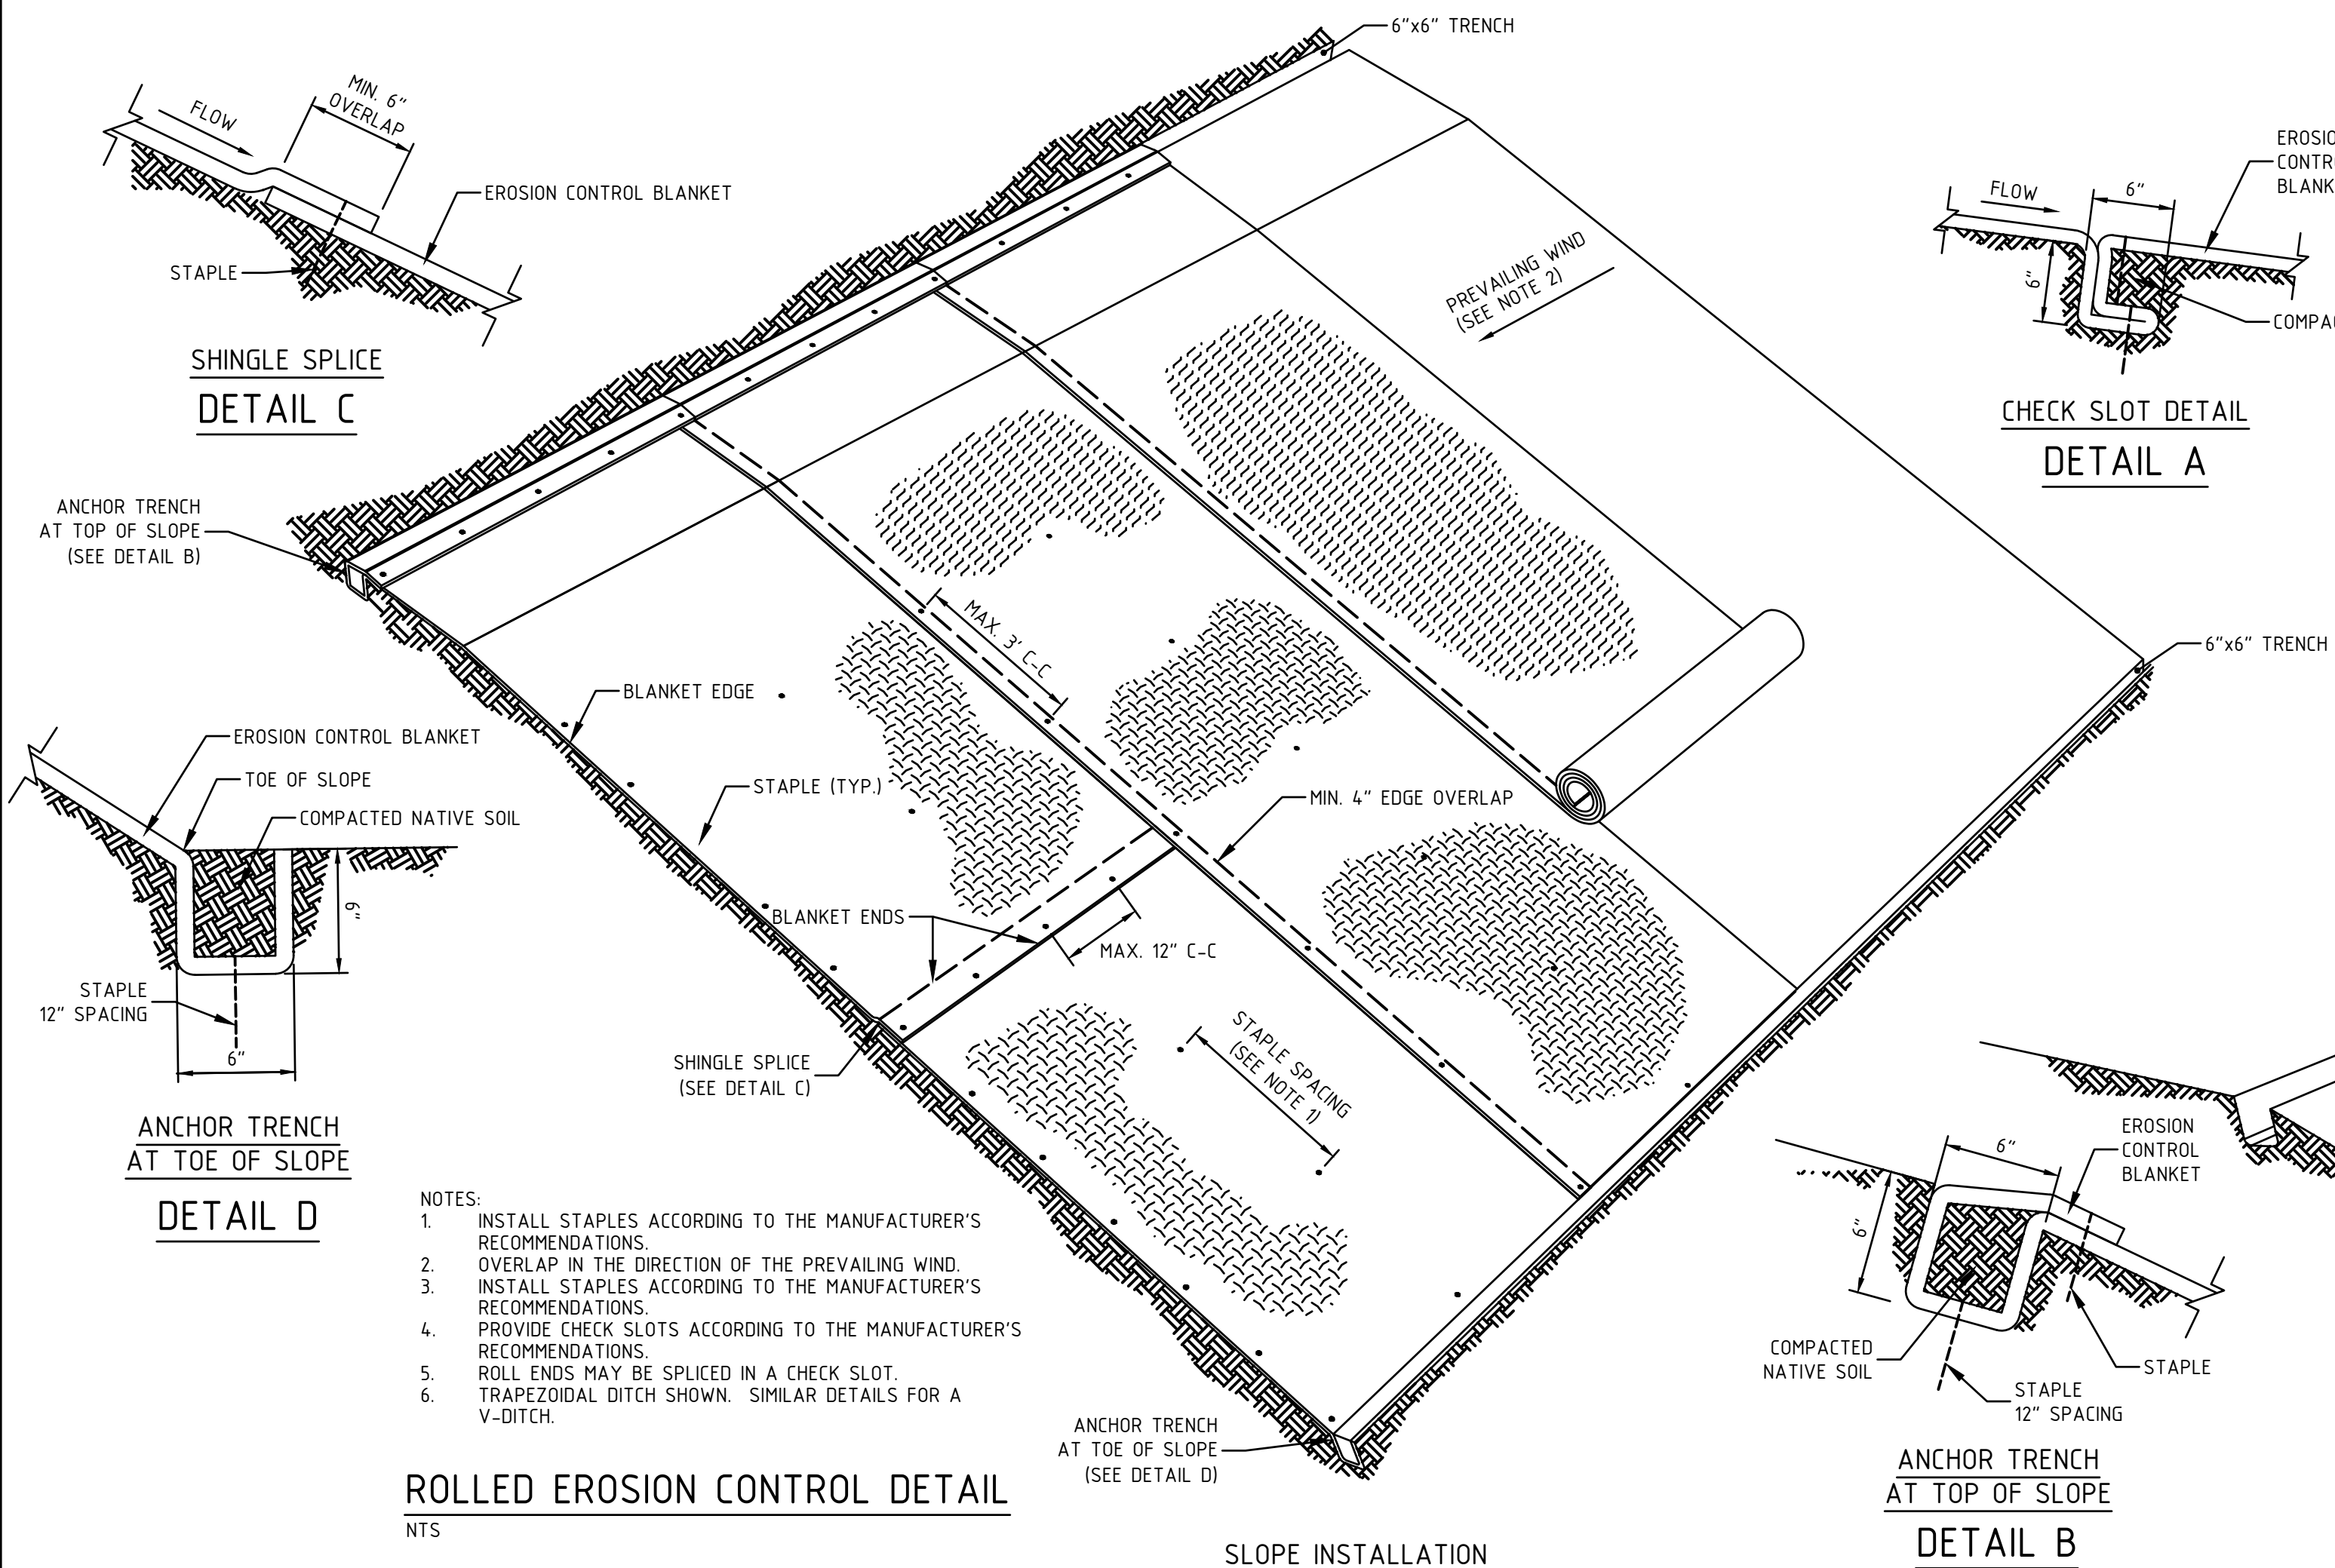 6"x6" TRENCH
FLOW
MIN. 6"
OVERLAP
EROSION CONTROL BLANKET
STAPLE
SHINGLE SPLICE
DETAIL C
FLOW
6"
6"
CHECK SLOT DETAIL
DETAIL A
PREVAILING WIND
(SEE NOTE 2)
ANCHOR TRENCH
AT TOP OF SLOPE
(SEE DETAIL B)
MAX. 3' C-C
6"x6" TRENCH
BLANKET EDGE
STAPLE (TYP.)
MIN. 4" EDGE OVERLAP
BLANKET ENDS
MAX. 12" C-C
SHINGLE SPLICE
(SEE DETAIL C)
STAPLE SPACING
(SEE NOTE 1)
EROSION CONTROL BLANKET
TOE OF SLOPE
COMPACTED NATIVE SOIL
6"
STAPLE
12" SPACING
6"
ANCHOR TRENCH
AT TOE OF SLOPE
DETAIL D
NOTES:
1. INSTALL STAPLES ACCORDING TO THE MANUFACTURER'S
RECOMMENDATIONS.
2. OVERLAP IN THE DIRECTION OF THE PREVAILING WIND.
3. INSTALL STAPLES ACCORDING TO THE MANUFACTURER'S
RECOMMENDATIONS.
4. PROVIDE CHECK SLOTS ACCORDING TO THE MANUFACTURER'S
RECOMMENDATIONS.
5. ROLL ENDS MAY BE SPLICED IN A CHECK SLOT.
6. TRAPEZOIDAL DITCH SHOWN. SIMILAR DETAILS FOR A
V-DITCH.
ROLLED EROSION CONTROL DETAIL
NTS
ANCHOR TRENCH
AT TOE OF SLOPE
(SEE DETAIL D)
SLOPE INSTALLATION
EROSION
CONTROL
BLANKET
6"
6"
COMPACTED
NATIVE SOIL
STAPLE
STAPLE
12" SPACING
ANCHOR TRENCH
AT TOP OF SLOPE
DETAIL B